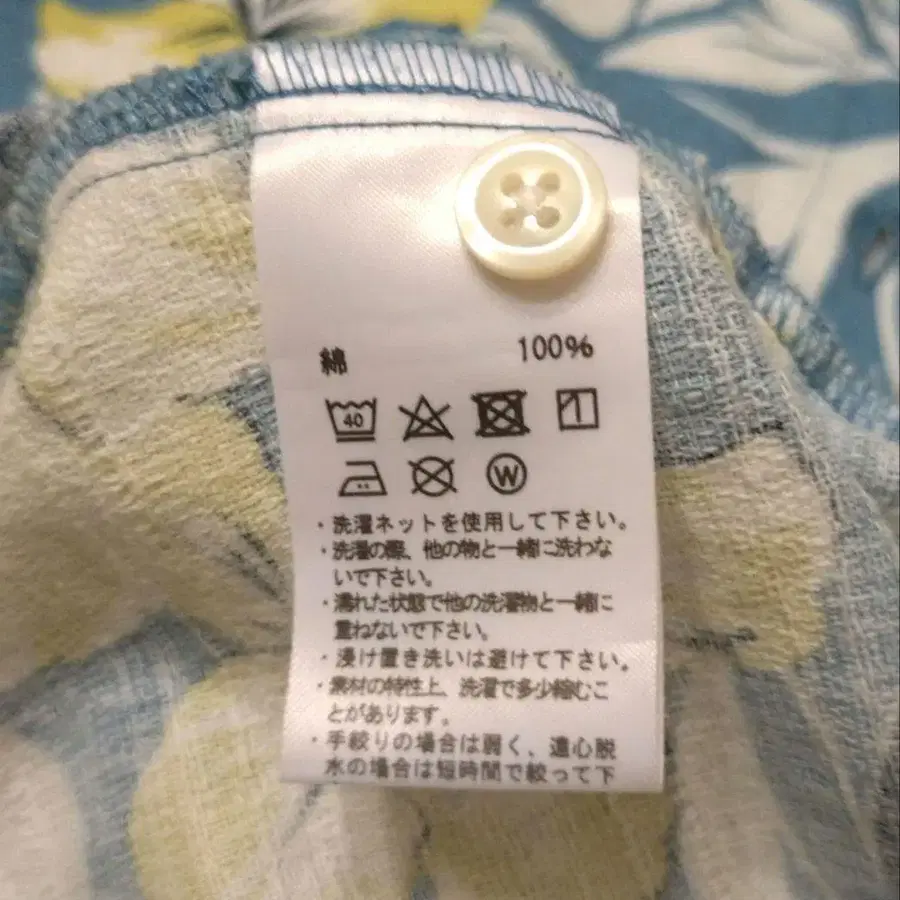 綿 100%
40
W
・洗濯ネットを使用して下さい。
・洗濯の際、他の物と一緒に洗わな
いで下さい。
・濡れた状態で他の洗濯物と一緒に
重ねないで下さい。
・浸け置き洗いは避けて下さい。
・素材の特性上、洗濯で多少縮むこ
とがあります。
・手絞りの場合は弱く、遠心脱
水の場合は短時間で絞って下